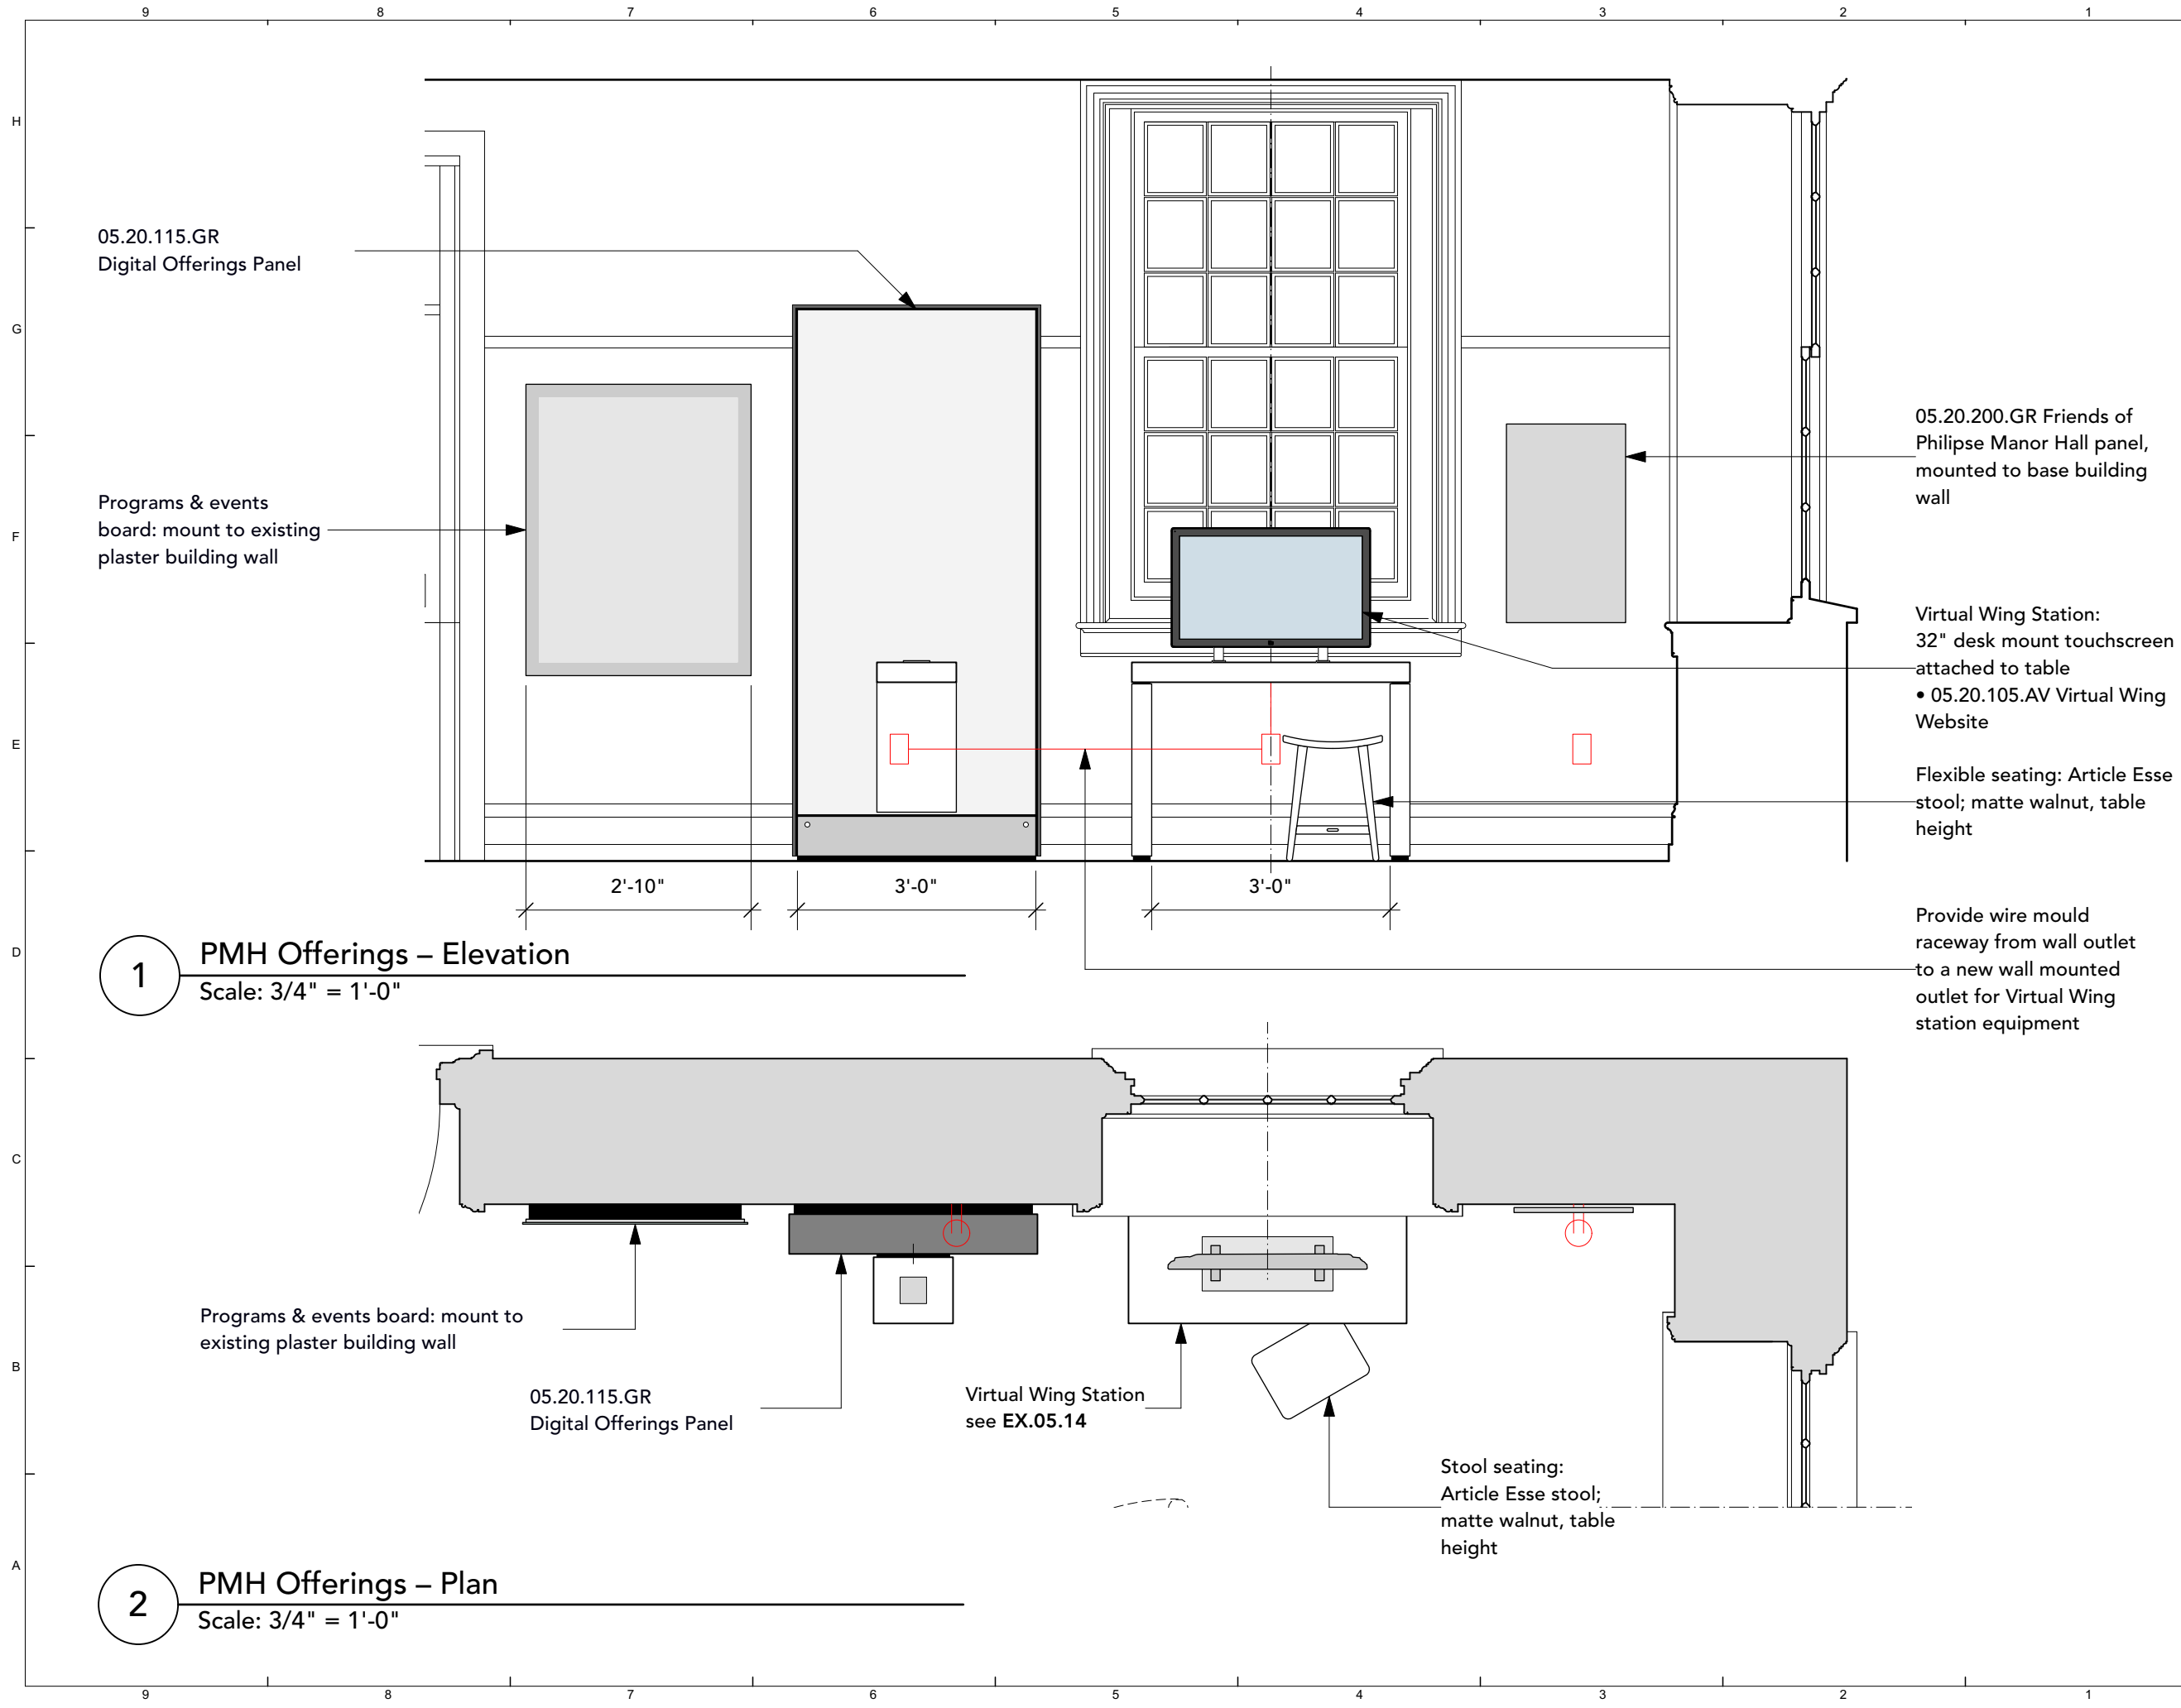 9 8 7 6 5 4 3 2 1
H
05.20.115.GR
Digital Offerings Panel
G
05.20.200.GR Friends of
Philipse Manor Hall panel,
mounted to base building
wall
Programs & events
board: mount to existing
plaster building wall
F
Virtual Wing Station:
32" desk mount touchscreen
attached to table
• 05.20.105.AV Virtual Wing
Website
E
Flexible seating: Article Esse
stool; matte walnut, table
height
2'-10" 3'-0" 3'-0"
Provide wire mould
raceway from wall outlet
to a new wall mounted
outlet for Virtual Wing
station equipment
D
1 PMH Offerings – Elevation
Scale: 3/4" = 1'-0"
C
Programs & events board: mount to
existing plaster building wall
B
05.20.115.GR
Digital Offerings Panel
Virtual Wing Station
see EX.05.14
Stool seating:
Article Esse stool;
matte walnut, table
height
A
2 PMH Offerings – Plan
Scale: 3/4" = 1'-0"
9 8 7 6 5 4 3 2 1